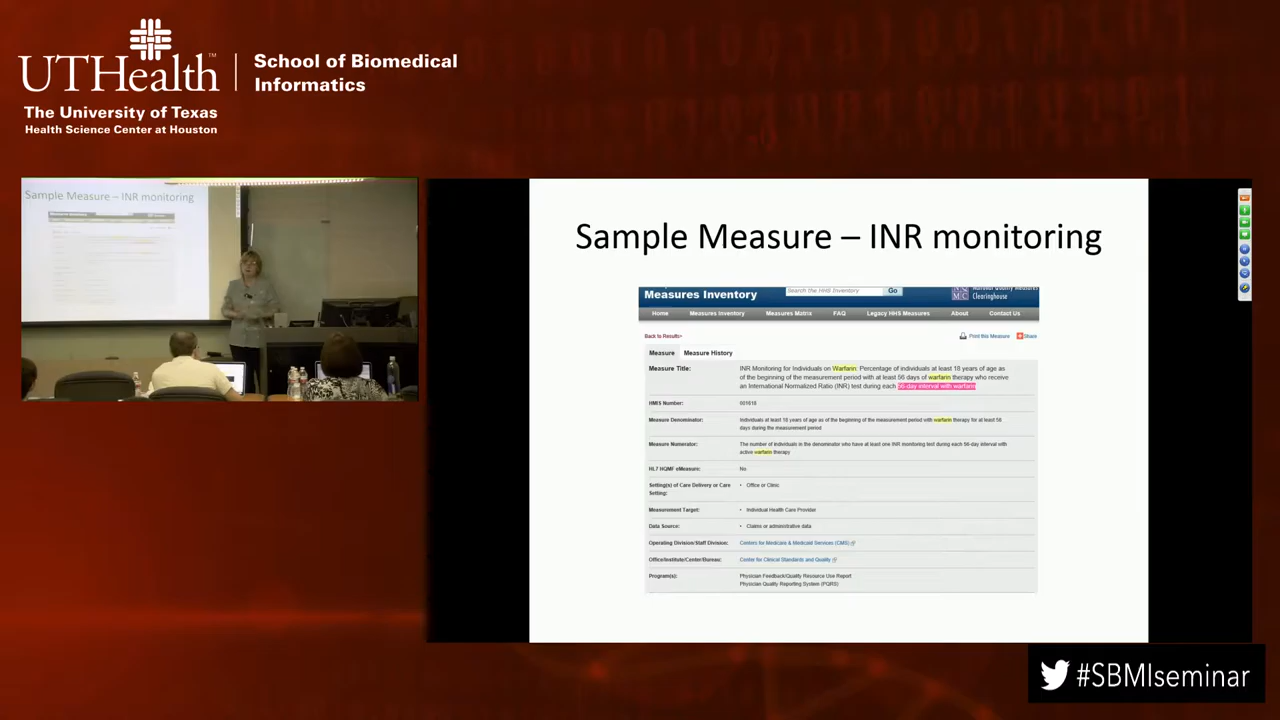 UTHealth™
School of Biomedical
Informatics
The University of Texas
Health Science Center at Houston
Sample Measure – INR monitoring
Sample Measure – INR monitoring
Measures Inventory
Search the HHS Inventory
Go
Clearinghouse
Home
Measures Inventory
Measures Matrix
FAQ
Legacy HHS Measures
About
Contact Us
Back to Results>
Print this Measure
Share
Measure
Measure History
Measure Title:
INR Monitoring for Individuals on Warfarin: Percentage of individuals at least 18 years of age as
of the beginning of the measurement period with at least 56 days of warfarin therapy who receive
an International Normalized Ratio (INR) test during each 56-day interval with warfarin
HMIS Number:
001618
Measure Denominator:
Individuals at least 18 years of age as of the beginning of the measurement period with warfarin therapy for at least 56
days during the measurement period
Measure Numerator:
The number of individuals in the denominator who have at least one INR monitoring test during each 56-day interval with
active warfarin therapy
HL7 HQMF eMeasure:
No
Setting(s) of Care Delivery or Care
Setting:
• Office or Clinic
Measurement Target:
• Individual Health Care Provider
Data Source:
• Claims or administrative data
Operating Division/Staff Division:
Centers for Medicare & Medicaid Services (CMS)
Office/Institute/Center/Bureau:
Center for Clinical Standards and Quality
Program(s):
Physician Feedback/Quality Resource Use Report
Physician Quality Reporting System (PQRS)
#SBMIseminar